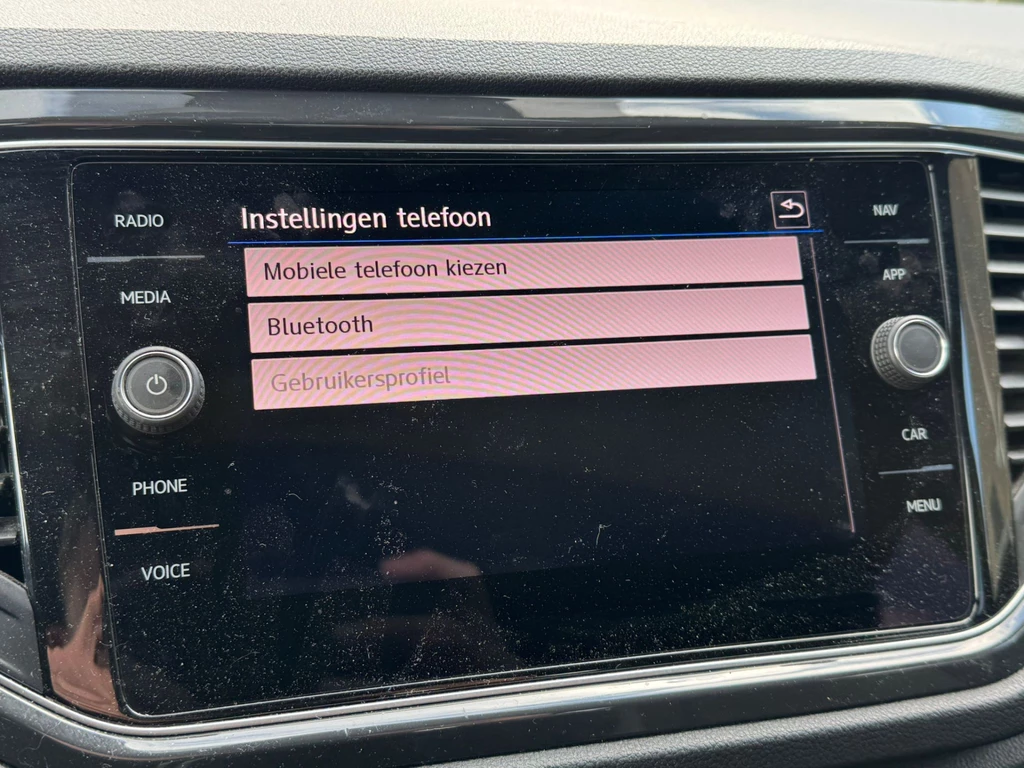 RADIO
MEDIA
PHONE
VOICE
Instellingen telefoon
Mobiele telefoon kiezen
Bluetooth
Gebruikersprofiel
NAV
APP
CAR
MENU